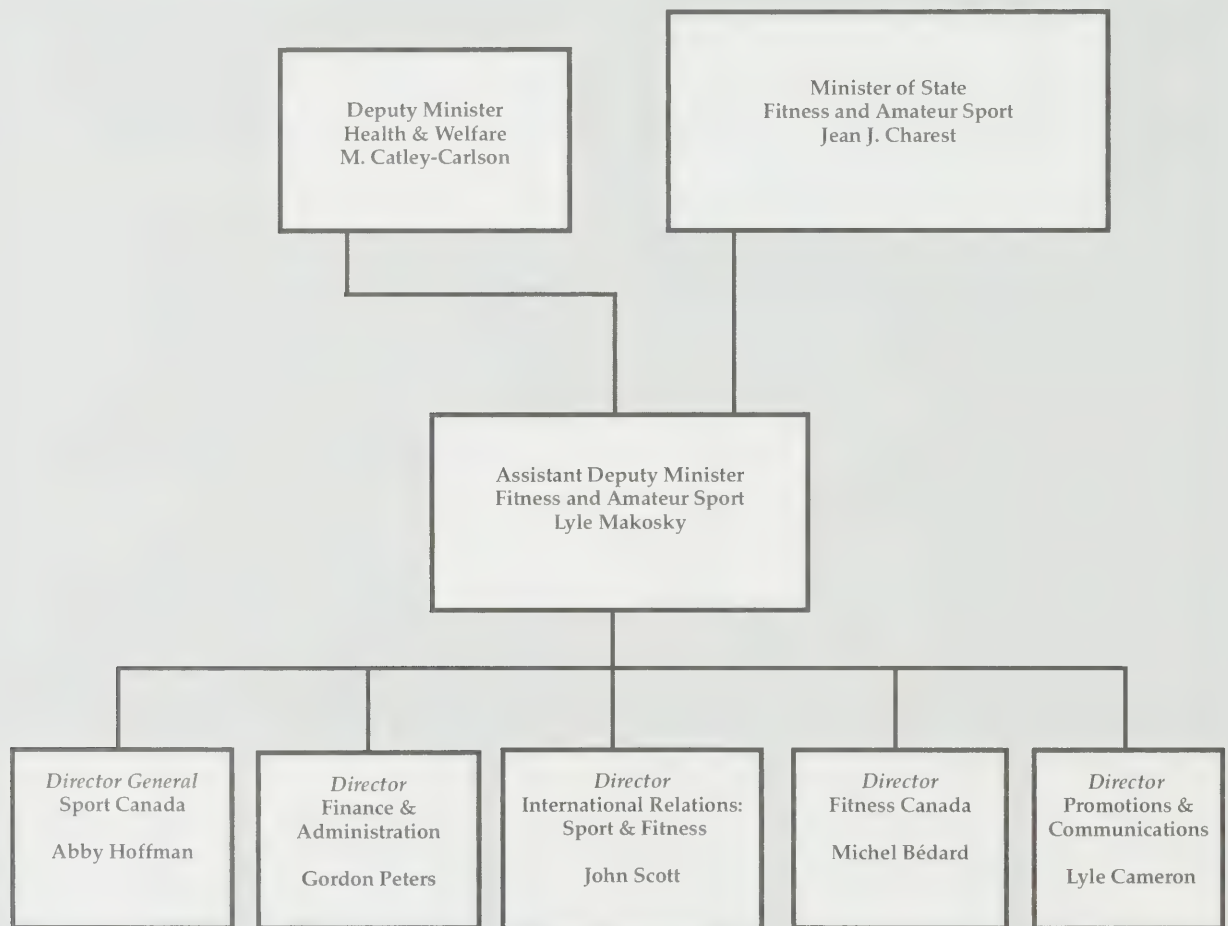 Deputy Minister
Health & Welfare
M. Catley-Carlson
Minister of State
Fitness and Amateur Sport
Jean J. Charest
Assistant Deputy Minister
Fitness and Amateur Sport
Lyle Makosky
Director General
Sport Canada
Abby Hoffman
Director
Finance &
Administration
Gordon Peters
Director
International Relations:
Sport & Fitness
John Scott
Director
Fitness Canada
Michel Bédard
Director
Promotions &
Communications
Lyle Cameron